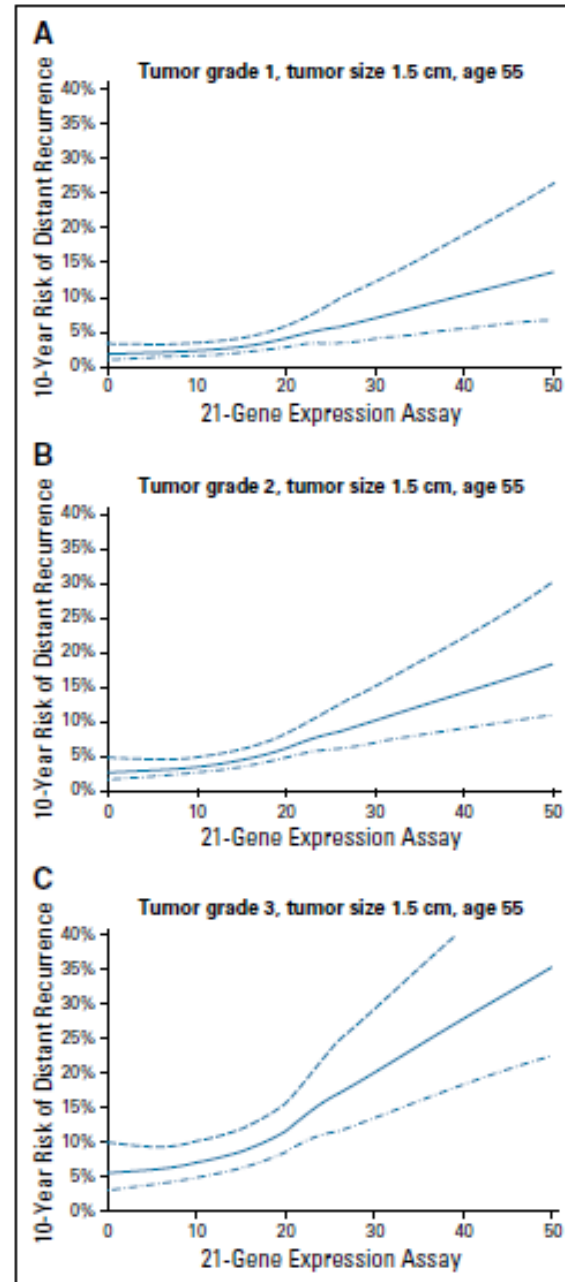 A
Tumor grade 1, tumor size 1.5 cm, age 55
10-Year Risk of Distant Recurrence
40%
35%
30%
25%
20%
15%
10%
5%
0%
0 10 20 30 40 50
21-Gene Expression Assay
B
Tumor grade 2, tumor size 1.5 cm, age 55
10-Year Risk of Distant Recurrence
40%
35%
30%
25%
20%
15%
10%
5%
0%
0 10 20 30 40 50
21-Gene Expression Assay
C
Tumor grade 3, tumor size 1.5 cm, age 55
10-Year Risk of Distant Recurrence
40%
35%
30%
25%
20%
15%
10%
5%
0%
0 10 20 30 40 50
21-Gene Expression Assay